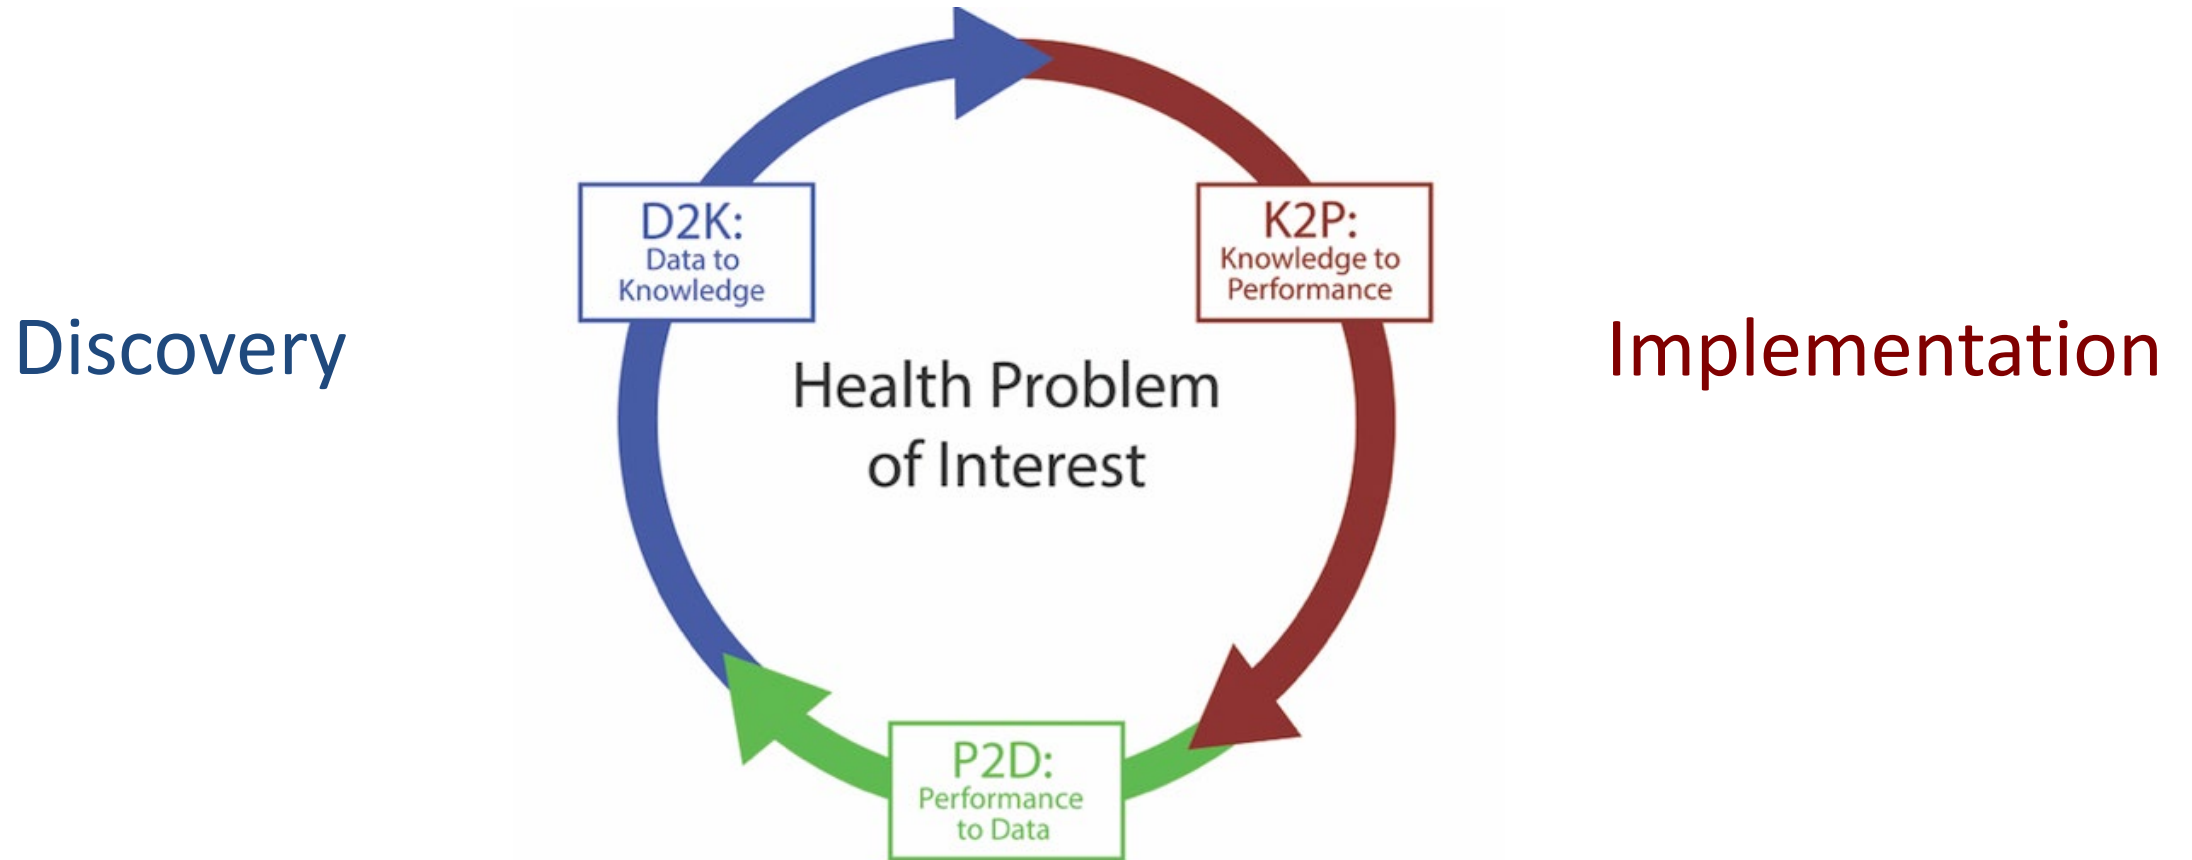 D2K:
Data to
Knowledge
K2P:
Knowledge to
Performance
Discovery
Health Problem
of Interest
Implementation
P2D:
Performance
to Data